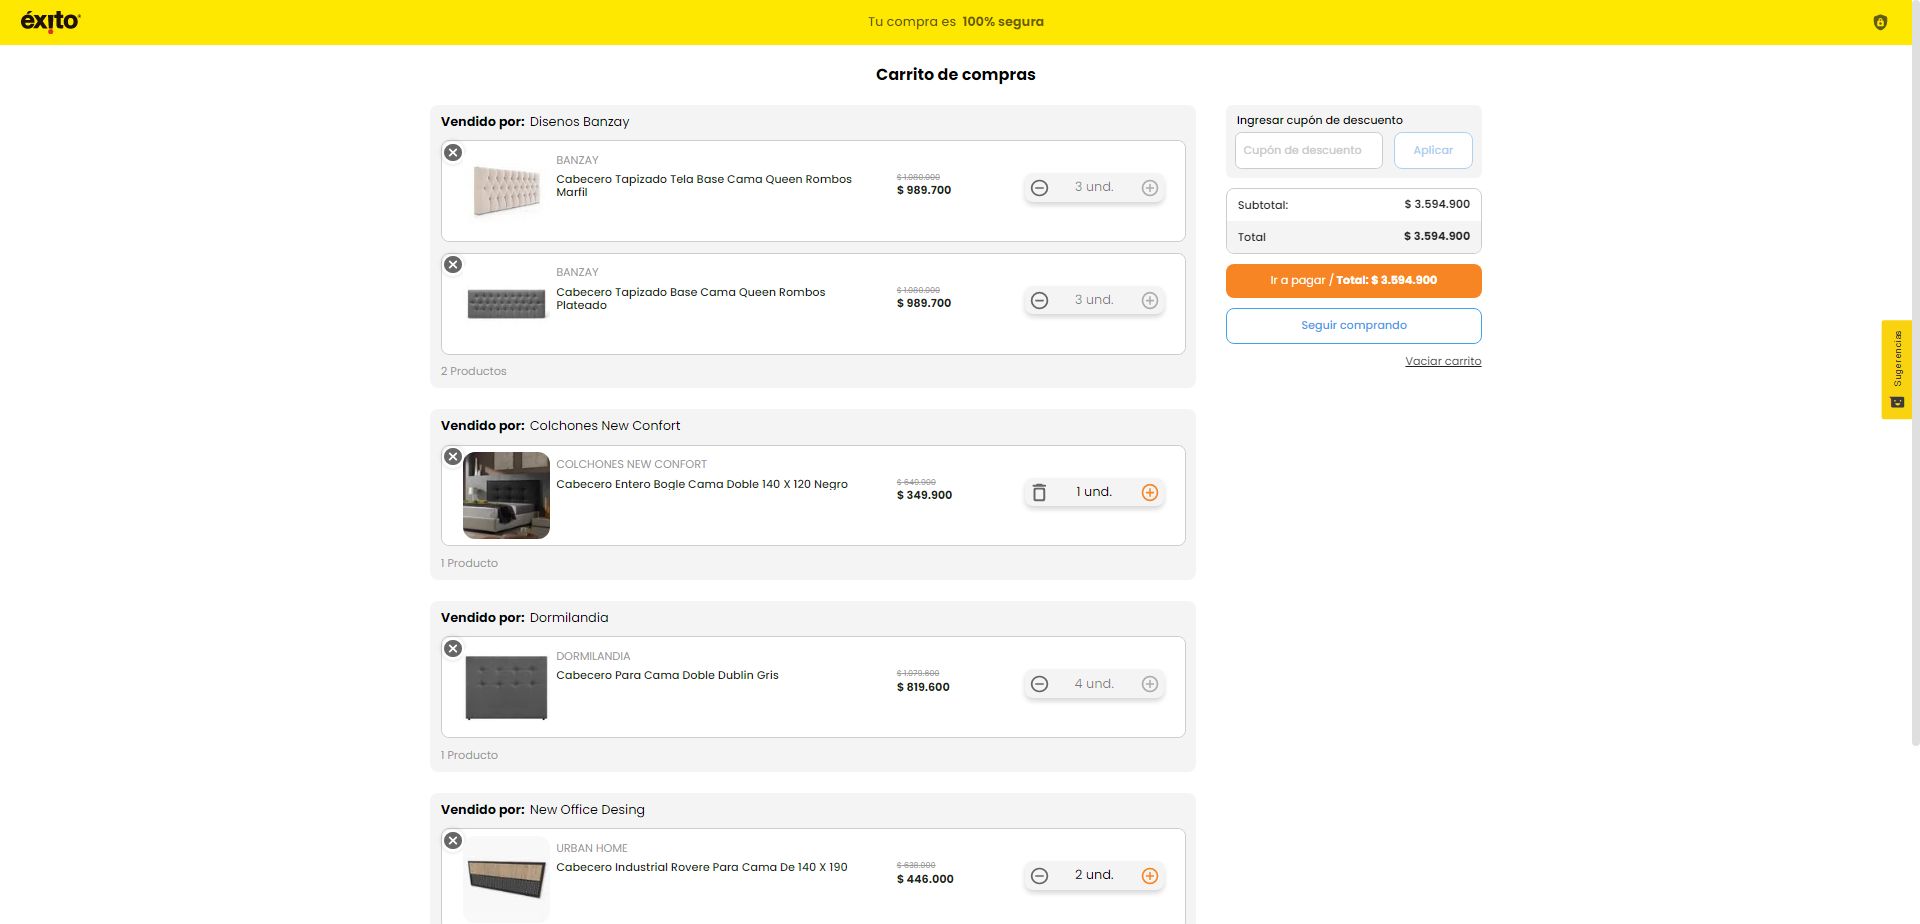 éxito
Tu compra es 100% segura
Carrito de compras
Vendido por: Disenos Banzay
BANZAY
Cabecero Tapizado Tela Base Cama Queen Rombos
Marfil
$ 1.080.000
$ 989.700
3 und.
BANZAY
Cabecero Tapizado Base Cama Queen Rombos
Plateado
$ 1.080.000
$ 989.700
3 und.
2 Productos
Vendido por: Colchones New Confort
COLCHONES NEW CONFORT
Cabecero Entero Bogle Cama Doble 140 X 120 Negro
$ 649.900
$ 349.900
1 und.
1 Producto
Vendido por: Dormilandia
DORMILANDIA
Cabecero Para Cama Doble Dublin Gris
$ 819.600
4 und.
1 Producto
Vendido por: New Office Desing
URBAN HOME
Cabecero Industrial Rovere Para Cama De 140 X 190
$ 446.000
2 und.
Ingresar cupón de descuento
Cupón de descuento
Aplicar
Subtotal: $ 3.594.900
Total $ 3.594.900
Ir a pagar / Total: $ 3.594.900
Seguir comprando
Vaciar carrito
Sugerencias